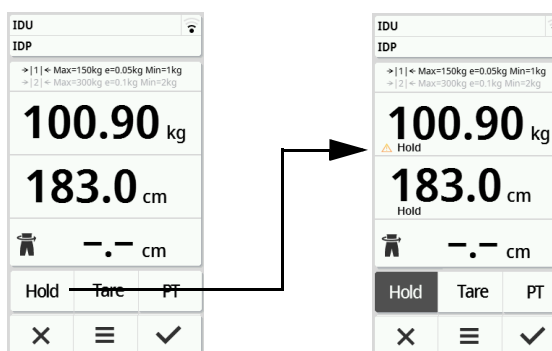 IDU
IDP
→|1|← Max=150kg e=0.05kg Min=1kg
→|2|← Max=300kg e=0.1kg Min=2kg
100.90 kg
183.0 cm
–.– cm
Hold Tare PT
IDU
IDP
→|1|← Max=150kg e=0.05kg Min=1kg
→|2|← Max=300kg e=0.1kg Min=2kg
100.90 kg
Hold
183.0 cm
Hold
–.– cm
Hold Tare PT